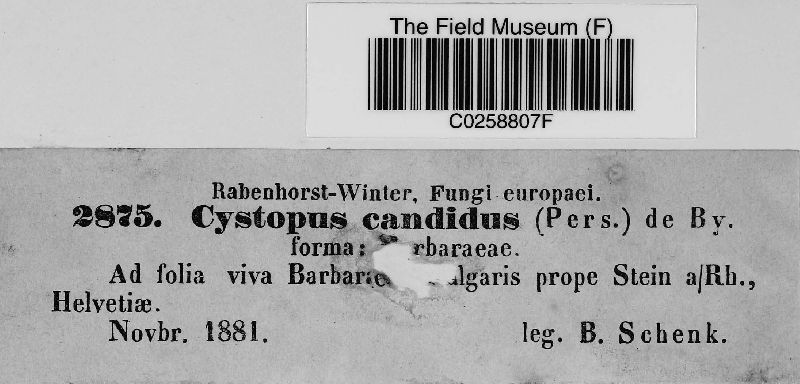 The Field Museum (F)
C0258807F
Rabenhorst-Winter, Fungi europaei.
2875. Cystopus candidus (Pers.) de By.
forma: rbaraeae.
Ad folia viva prope Stein a/Rh.,
Helvetiæ.
Novbr. 1881. leg. B. Schenk.